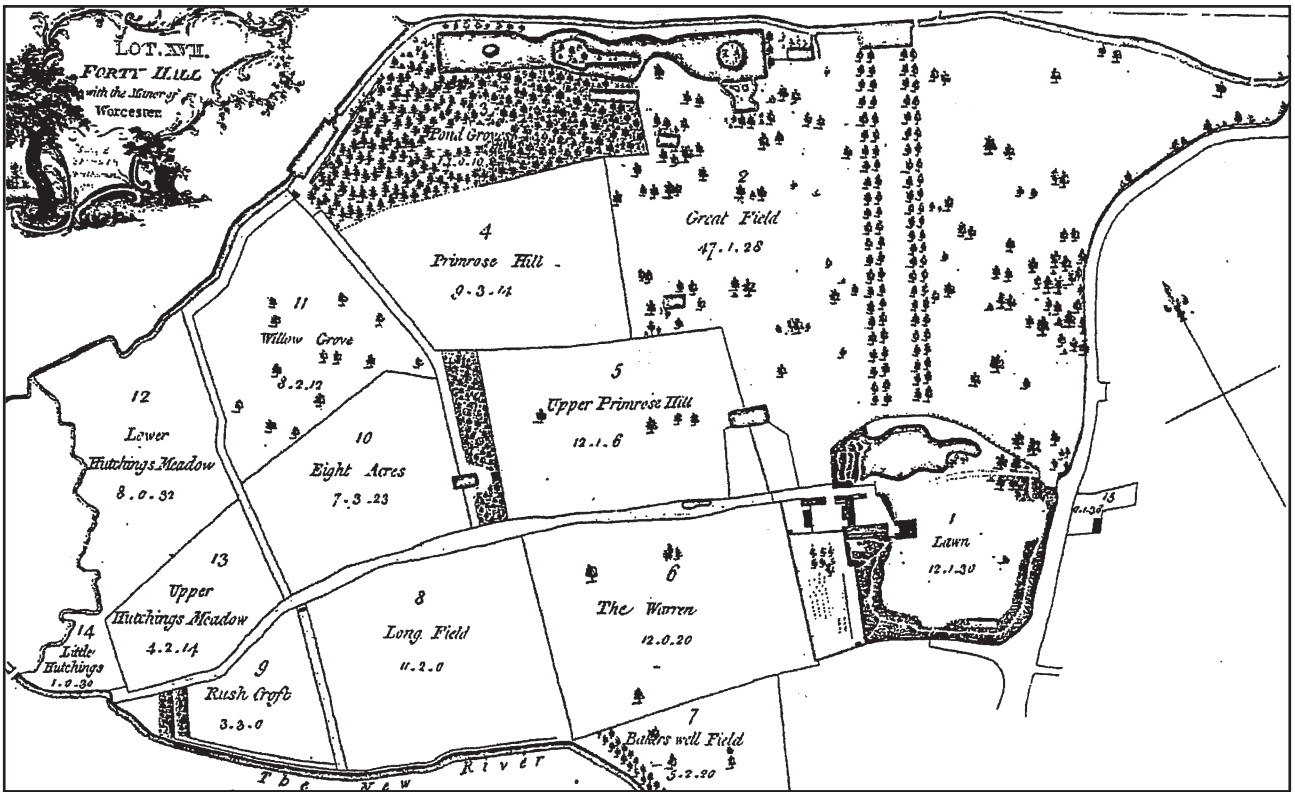 LOT. XVII.
FORTY HILL
with the Manor of
Worcester
3
Pond Grove
2
Great Field
47.1.28
4
Primrose Hill
9.3.14
11
Willow Grove
8.2.12
5
Upper Primrose Hill
12.1.6
12
Lower
Hutchings Meadow
8.0.32
10
Eight Acres
7.3.23
15
1
Lawn
12.1.30
13
Upper
Hutchings Meadow
4.2.14
8
Long Field
11.2.0
6
The Warren
12.0.20
14
Little
Hutchings
1.0.30
9
Rush Croft
3.3.0
7
Bakers well Field
5.2.20
The New River